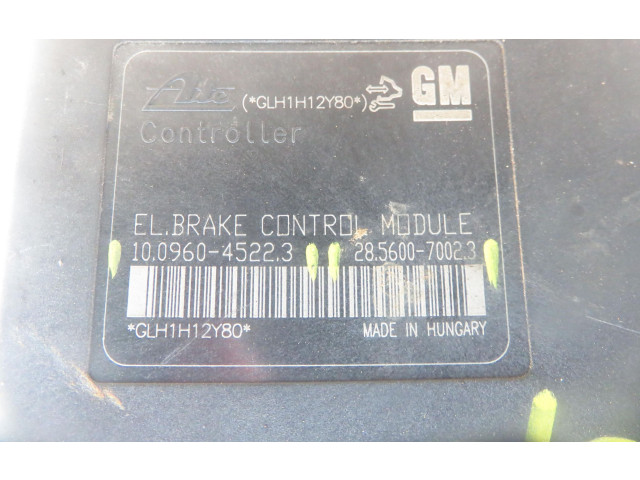 Ate (*GLH1H12Y80*) GM
Controller
EL.BRAKE CONTROL MODULE
10.0960-4522.3 28.5600-7002.3
*GLH1H12Y80* MADE IN HUNGARY